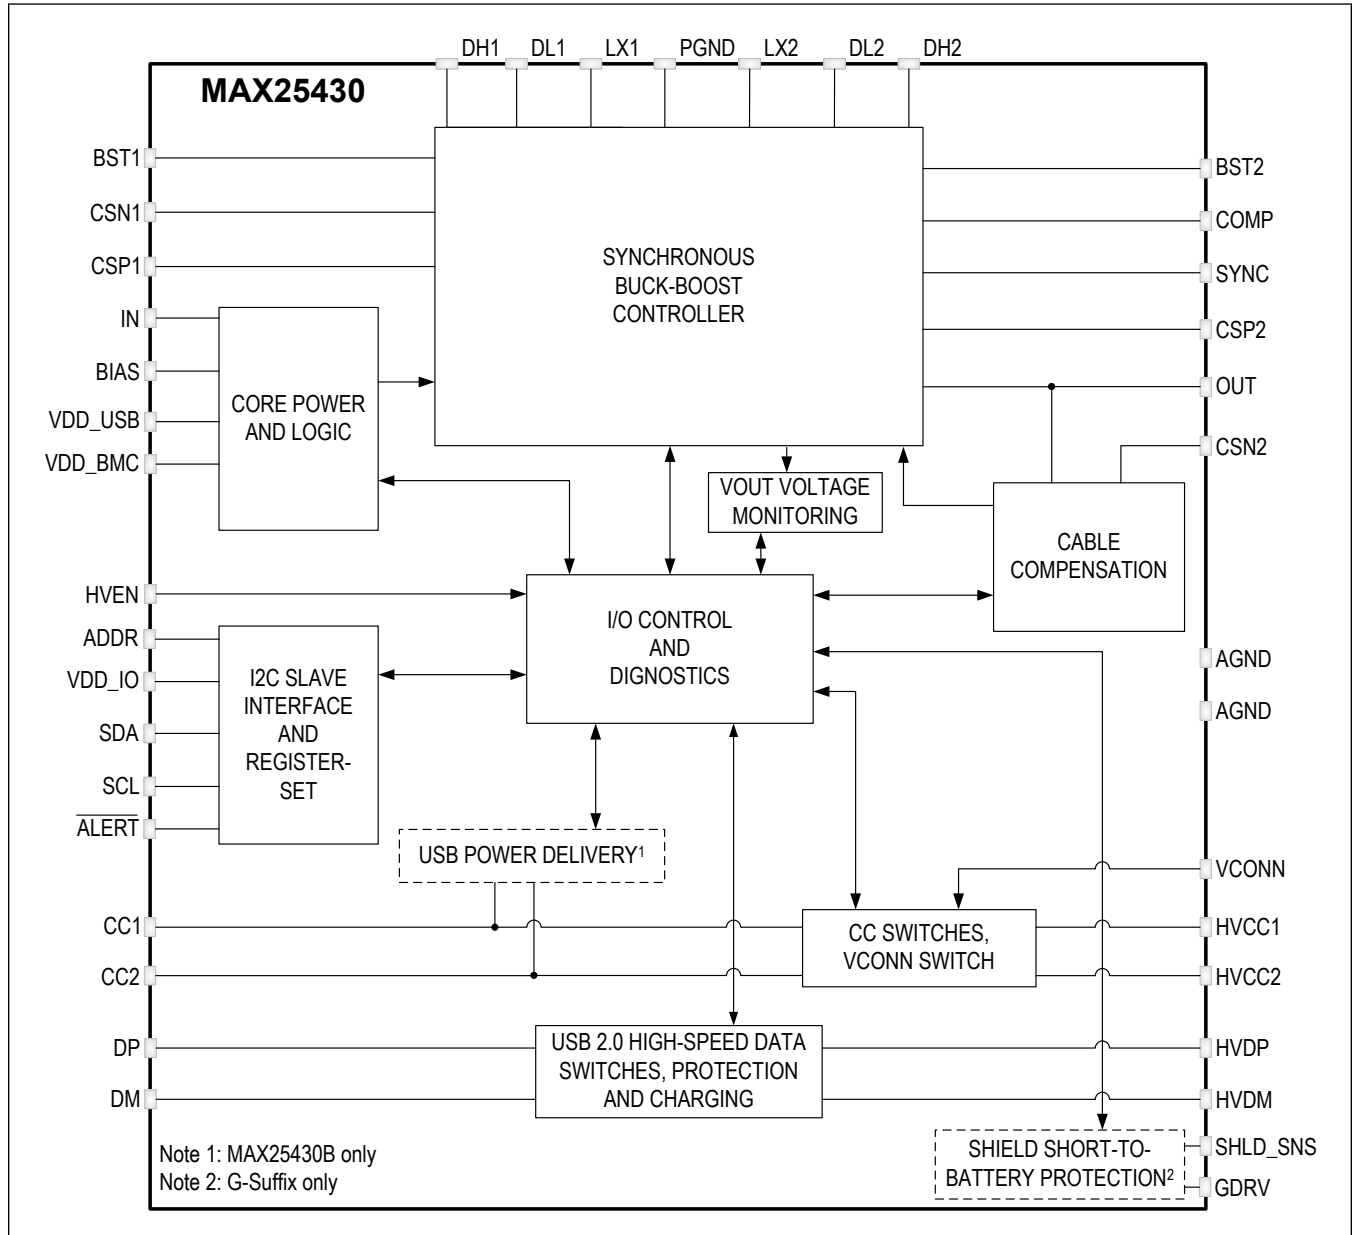 DH1 DL1 LX1 PGND LX2 DL2 DH2
MAX25430
BST1
CSN1
CSP1
IN
BIAS
VDD_USB
VDD_BMC
HVEN
ADDR
VDD_IO
SDA
SCL
ALERT
CC1
CC2
DP
DM
SYNCHRONOUS
BUCK-BOOST
CONTROLLER
CORE POWER
AND LOGIC
VOUT VOLTAGE
MONITORING
CABLE
COMPENSATION
I/O CONTROL
AND
DIGNOSTICS
I2C SLAVE
INTERFACE
AND
REGISTER-
SET
USB POWER DELIVERY1
CC SWITCHES,
VCONN SWITCH
USB 2.0 HIGH-SPEED DATA
SWITCHES, PROTECTION
AND CHARGING
SHIELD SHORT-TO-
BATTERY PROTECTION2
BST2
COMP
SYNC
CSP2
OUT
CSN2
AGND
AGND
VCONN
HVCC1
HVCC2
HVDP
HVDM
SHLD_SNS
GDRV
Note 1: MAX25430B only
Note 2: G-Suffix only